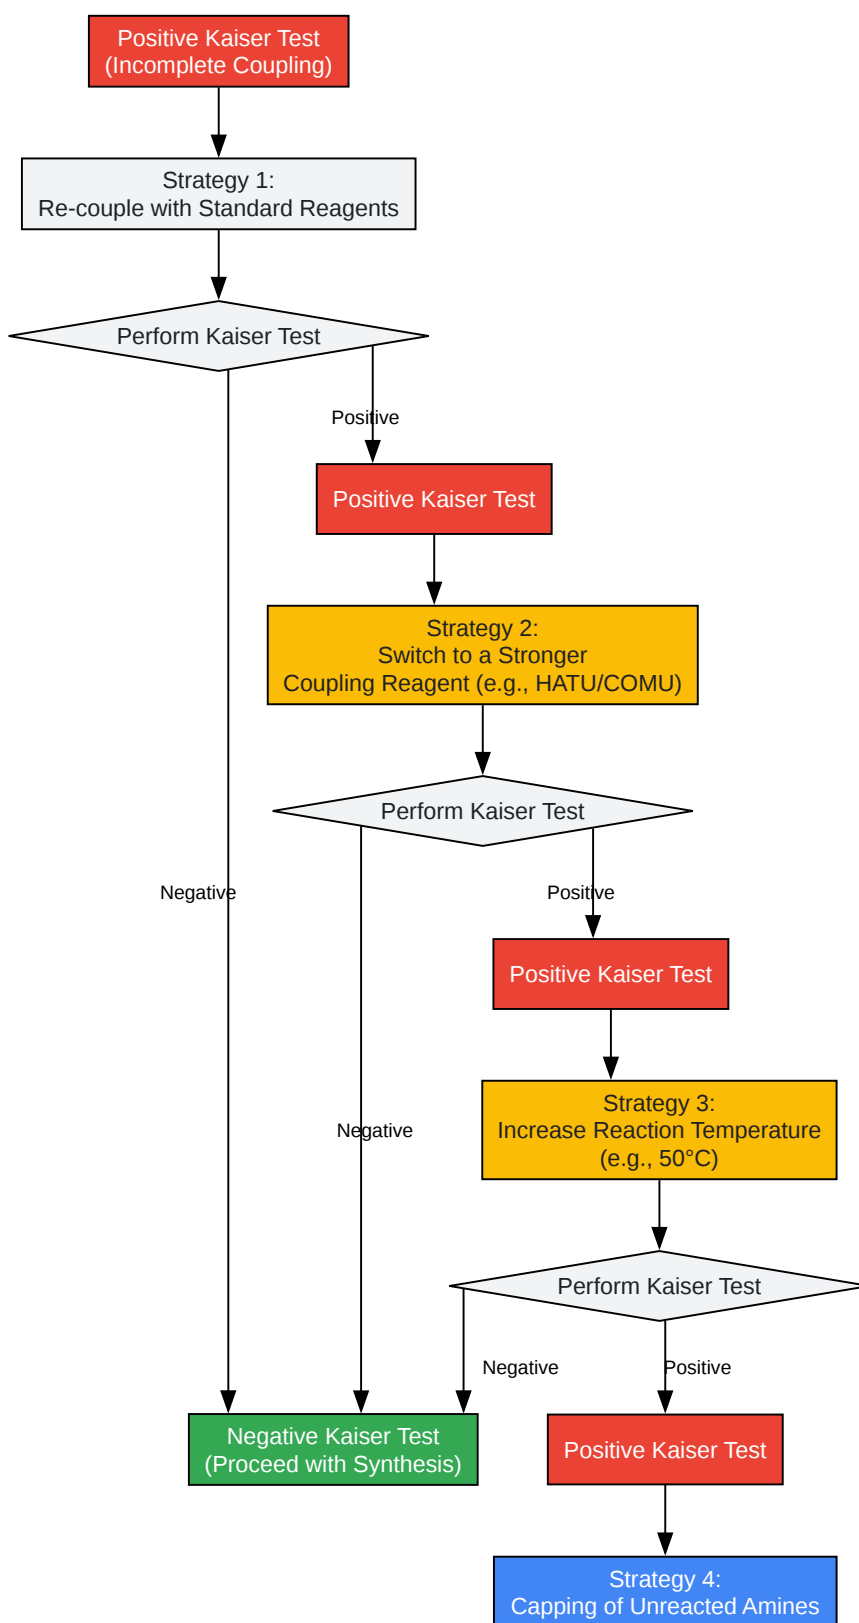 Positive Kaiser Test
(Incomplete Coupling)
Strategy 1:
Re-couple with Standard Reagents
Perform Kaiser Test
Positive
Positive Kaiser Test
Strategy 2:
Switch to a Stronger
Coupling Reagent (e.g., HATU/COMU)
Perform Kaiser Test
Negative
Positive
Positive Kaiser Test
Strategy 3:
Increase Reaction Temperature
(e.g., 50°C)
Negative
Perform Kaiser Test
Negative
Positive
Negative Kaiser Test
(Proceed with Synthesis)
Positive Kaiser Test
Strategy 4:
Capping of Unreacted Amines